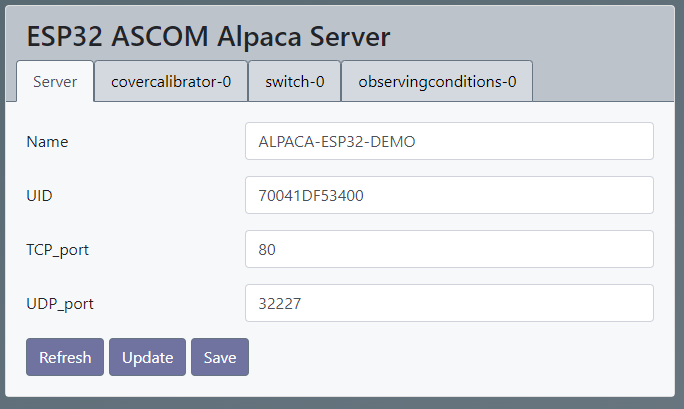 ESP32 ASCOM Alpaca Server
Server covercalibrator-0 switch-0 observingconditions-0
Name ALPACA-ESP32-DEMO
UID 70041DF53400
TCP_port 80
UDP_port 32227
Refresh Update Save